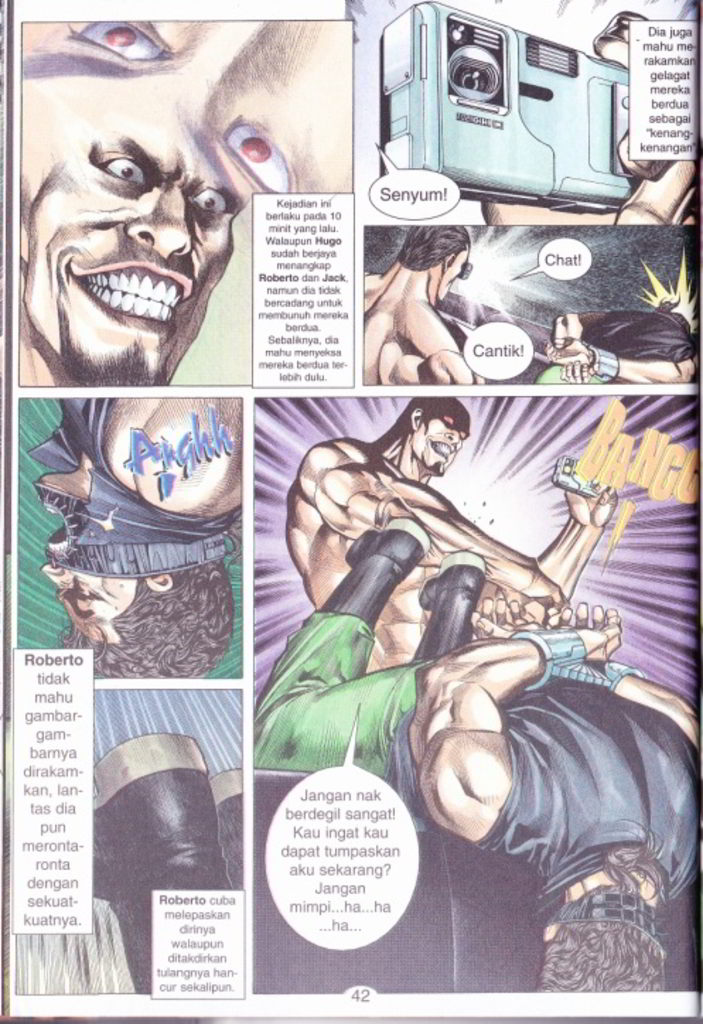 Kejadian ini
berlaku pada 10
minit yang lalu.
Walaupun Hugo
sudah berjaya
menangkap
Roberto dan Jack,
namun dia tidak
bercadang untuk
membunuh mereka
berdua.
Sebaliknya, dia
mahu menyeksa
mereka berdua ter-
lebih dulu.
Dia juga
mahu me-
rakamkan
gelagat
mereka
berdua
sebagai
"kenang-
kenangan"
Senyum!
Chat!
Cantik!
Arghh
!
Roberto
tidak
mahu
gambar-
gam-
barnya
dirakam-
kan, lan-
tas dia
pun
meronta-
ronta
dengan
sekuat-
kuatnya.
Roberto cuba
melepaskan
dirinya
walaupun
ditakdirkan
tulangnya han-
cur sekalipun.
BANGG
!
Jangan nak
berdegil sangat!
Kau ingat kau
dapat tumpaskan
aku sekarang?
Jangan
mimpi...ha...ha
...ha...
42